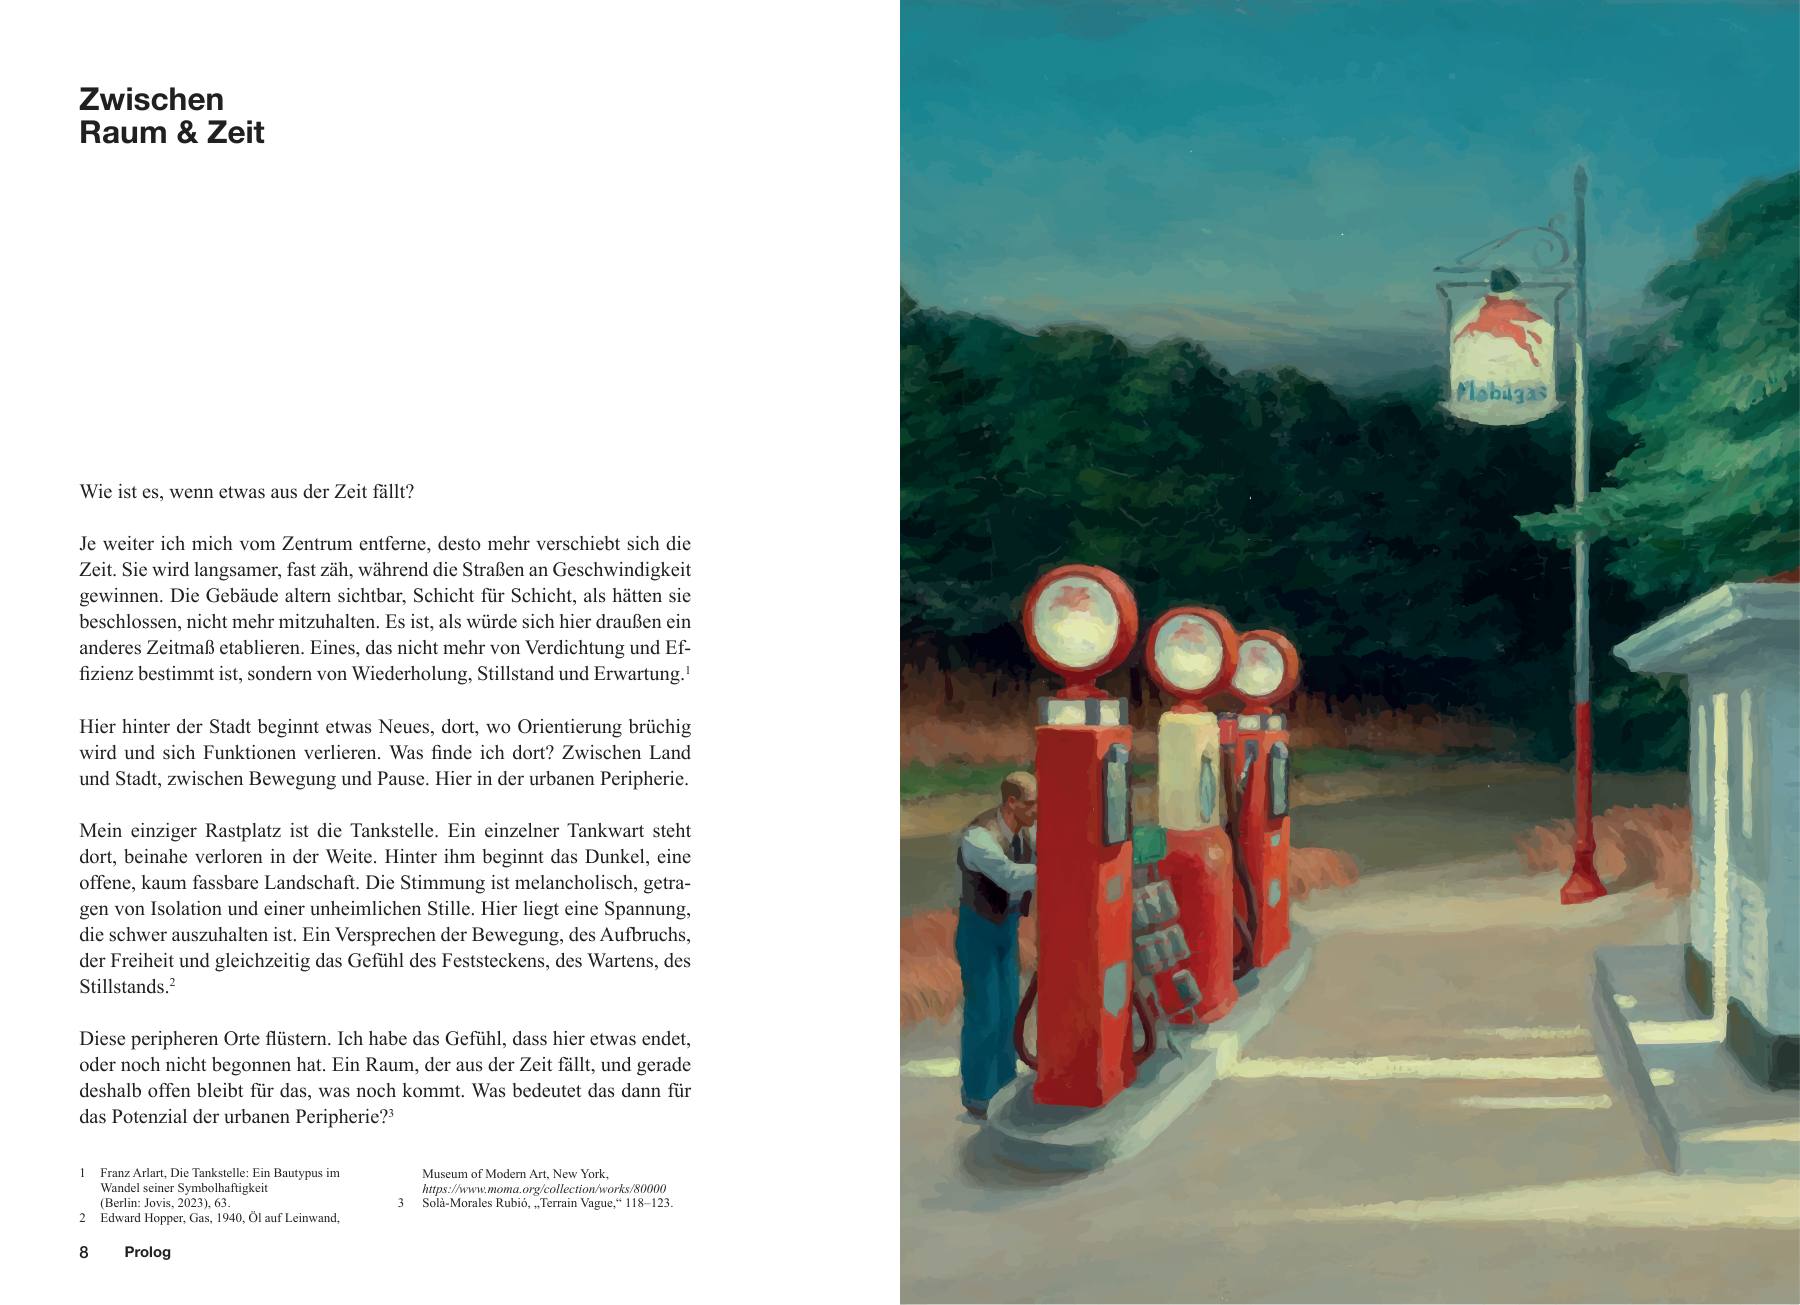 Zwischen
Raum & Zeit
Wie ist es, wenn etwas aus der Zeit fällt?
Je weiter ich mich vom Zentrum entferne, desto mehr verschiebt sich die
Zeit. Sie wird langsamer, fast zäh, während die Straßen an Geschwindigkeit
gewinnen. Die Gebäude altern sichtbar, Schicht für Schicht, als hätten sie
beschlossen, nicht mehr mitzuhalten. Es ist, als würde sich hier draußen ein
anderes Zeitmaß etablieren. Eines, das nicht mehr von Verdichtung und Ef-
fizienz bestimmt ist, sondern von Wiederholung, Stillstand und Erwartung.1
Hier hinter der Stadt beginnt etwas Neues, dort, wo Orientierung brüchig
wird und sich Funktionen verlieren. Was finde ich dort? Zwischen Land
und Stadt, zwischen Bewegung und Pause. Hier in der urbanen Peripherie.
Mein einziger Rastplatz ist die Tankstelle. Ein einzelner Tankwart steht
dort, beinahe verloren in der Weite. Hinter ihm beginnt das Dunkel, eine
offene, kaum fassbare Landschaft. Die Stimmung ist melancholisch, getra-
gen von Isolation und einer unheimlichen Stille. Hier liegt eine Spannung,
die schwer auszuhalten ist. Ein Versprechen der Bewegung, des Aufbruchs,
der Freiheit und gleichzeitig das Gefühl des Feststeckens, des Wartens, des
Stillstands.2
Diese peripheren Orte flüstern. Ich habe das Gefühl, dass hier etwas endet,
oder noch nicht begonnen hat. Ein Raum, der aus der Zeit fällt, und gerade
deshalb offen bleibt für das, was noch kommt. Was bedeutet das dann für
das Potenzial der urbanen Peripherie?3
1 Franz Arlart, Die Tankstelle: Ein Bautypus im
Wandel seiner Symbolhaftigkeit
(Berlin: Jovis, 2023), 63.
2 Edward Hopper, Gas, 1940, Öl auf Leinwand,
Museum of Modern Art, New York,
https://www.moma.org/collection/works/80000
3 Solà-Morales Rubió, „Terrain Vague,“ 118–123.
8 Prolog
Mobilgas